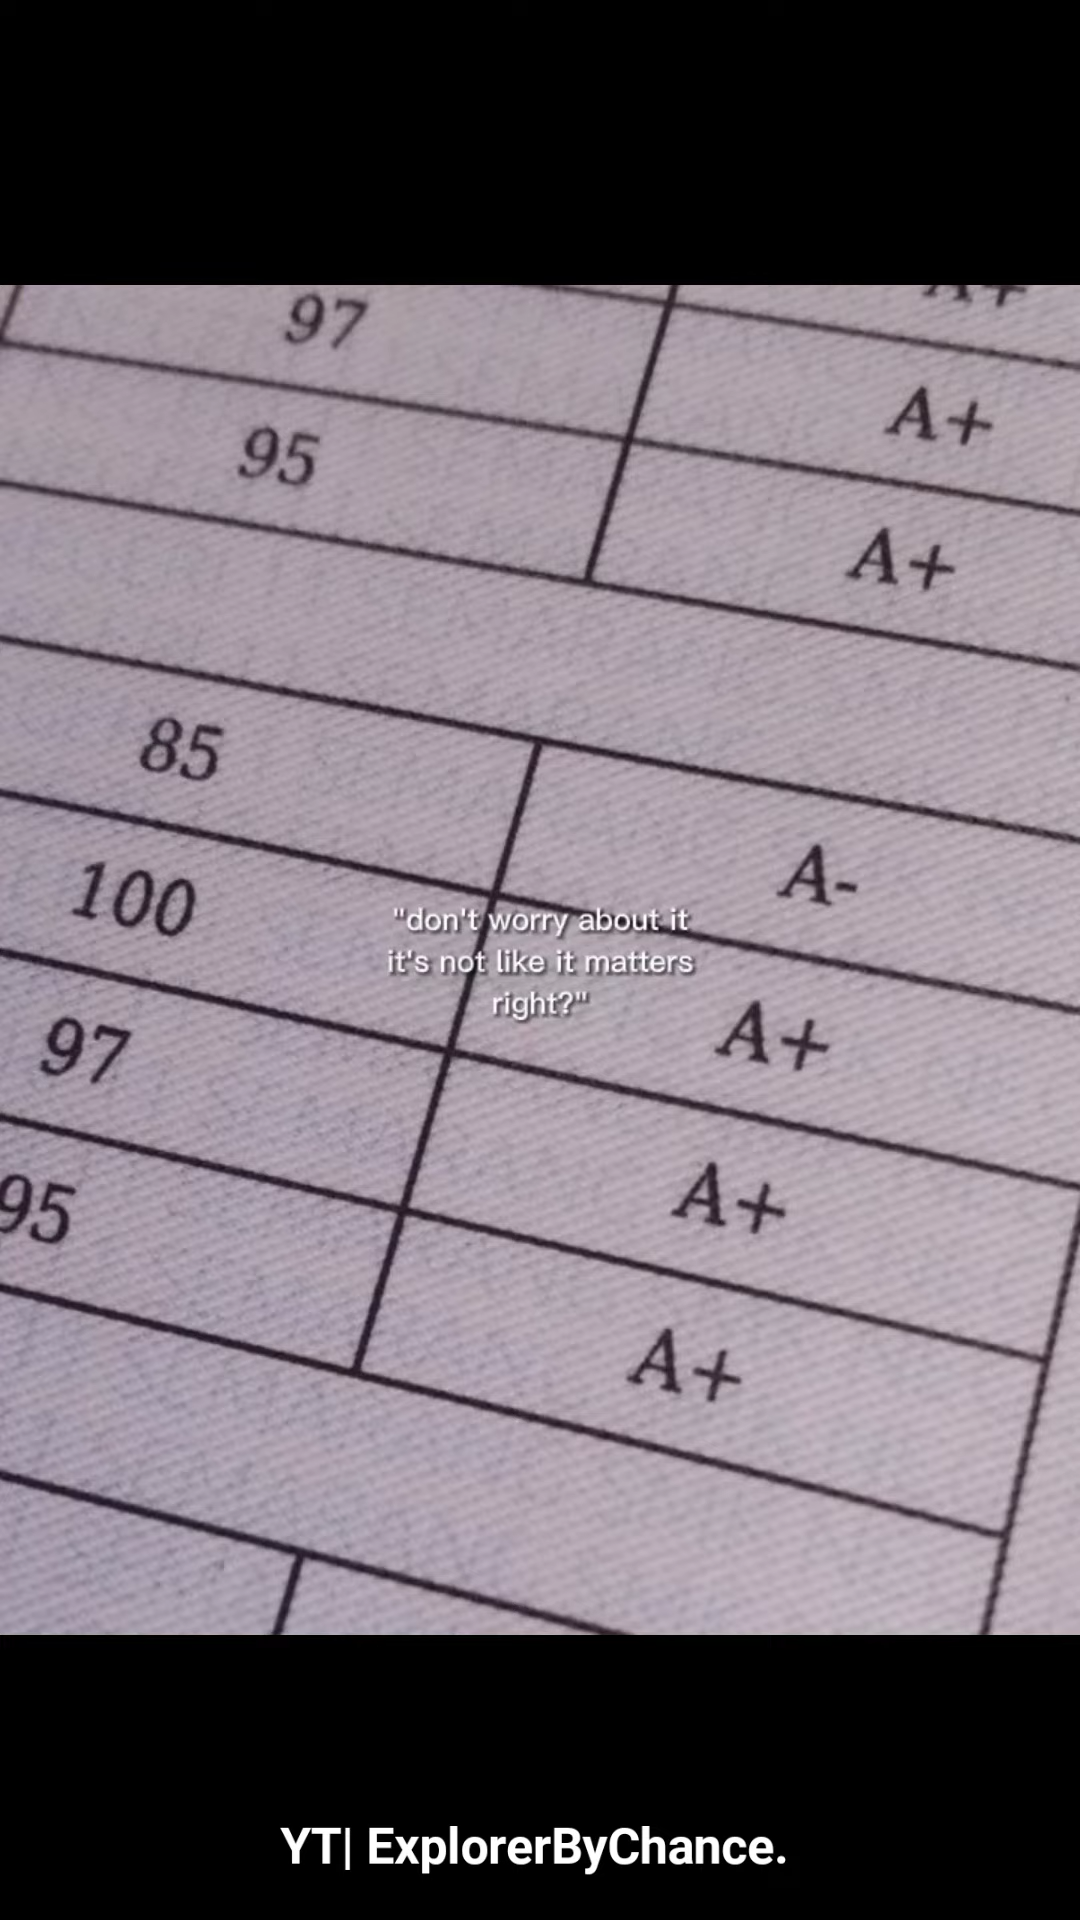 A+
97
A+
95
A+
85
A-
100
"don't worry about it
it's not like it matters
right?"
A+
97
A+
95
A+
YT| ExplorerByChance.